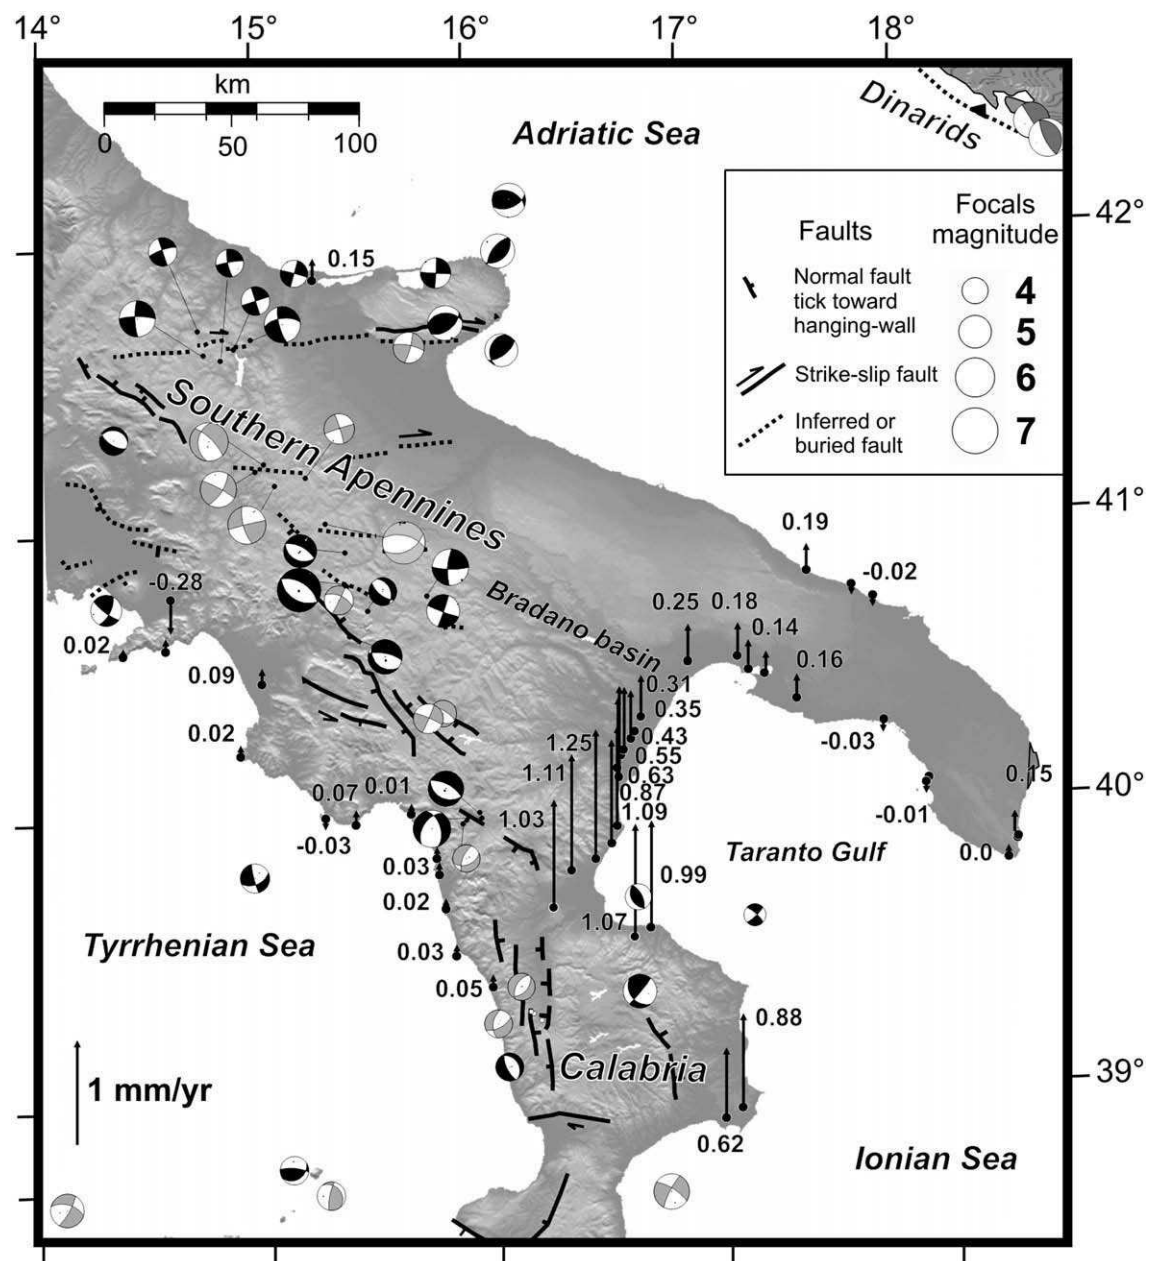 14° 15° 16° 17° 18°
km
0 50 100
Adriatic Sea
Dinarids
42°
Faults
Focals
magnitude
Normal fault
tick toward
hanging-wall
4
5
Strike-slip fault
6
Inferred or
buried fault
7
0.15
Southern Apennines
41°
0.19
-0.02
-0.28
Bradano basin
0.25 0.18
0.14
0.16
0.02
0.09
0.31
0.35
0.02
1.25
0.43
-0.03
0.55
1.11
0.63
0.15
40°
0.07 0.01
0.87
1.03
1.09
-0.01
-0.03
Taranto Gulf
0.0
0.03
0.99
0.02
1.07
Tyrrhenian Sea
0.03
0.05
0.88
Calabria
39°
1 mm/yr
0.62
Ionian Sea